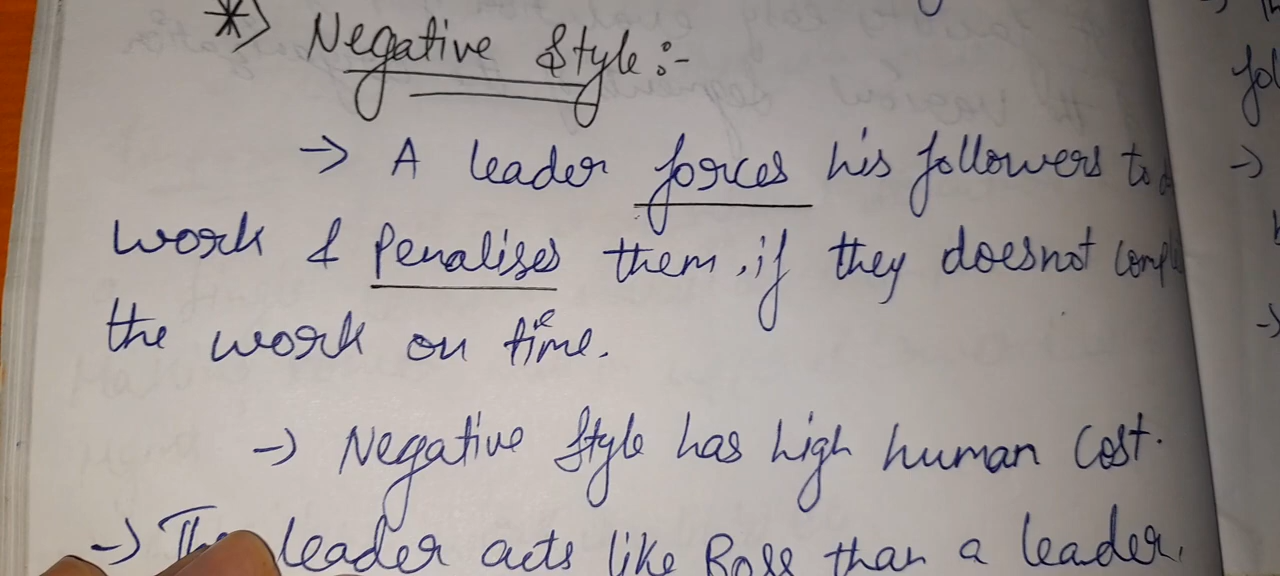 *) Negative Style :-
→ A leader forces his followers to
work & Penalises them, if they doesnot
the work on time.
→ Negative Style has high human Cost.
→ The leader acts like Boss than a leader.